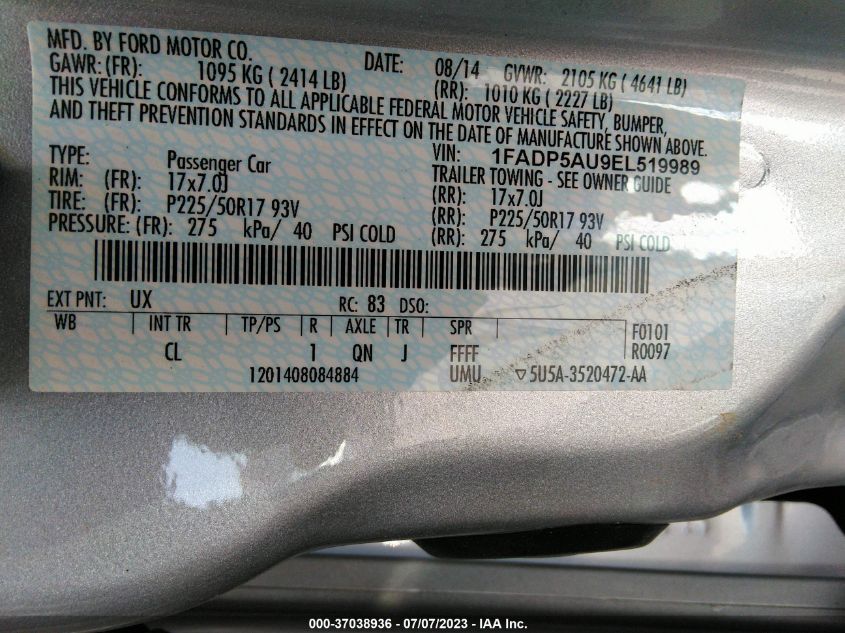 MFD. BY FORD MOTOR CO.
DATE: 08/14 GVWR: 2105 KG ( 4641 LB)
GAWR: (FR): 1095 KG ( 2414 LB) (RR): 1010 KG ( 2227 LB)
THIS VEHICLE CONFORMS TO ALL APPLICABLE FEDERAL MOTOR VEHICLE SAFETY, BUMPER,
AND THEFT PREVENTION STANDARDS IN EFFECT ON THE DATE OF MANUFACTURE SHOWN ABOVE.
VIN: 1FADP5AU9EL519989
TYPE: Passenger Car TRAILER TOWING - SEE OWNER GUIDE
RIM: (FR): 17x7.0J (RR): 17x7.0J
TIRE: (FR): P225/50R17 93V (RR): P225/50R17 93V
PRESSURE: (FR): 275 kPa/ 40 PSI COLD (RR): 275 kPa/ 40 PSI COLD
EXT PNT: UX RC: 83 DSO:
WB INT TR TP/PS R AXLE TR SPR F0101
CL 1 QN J FFFF R0097
1201408084884 UMU ▽5U5A-3520472-AA
000-37038936 - 07/07/2023 - IAA Inc.